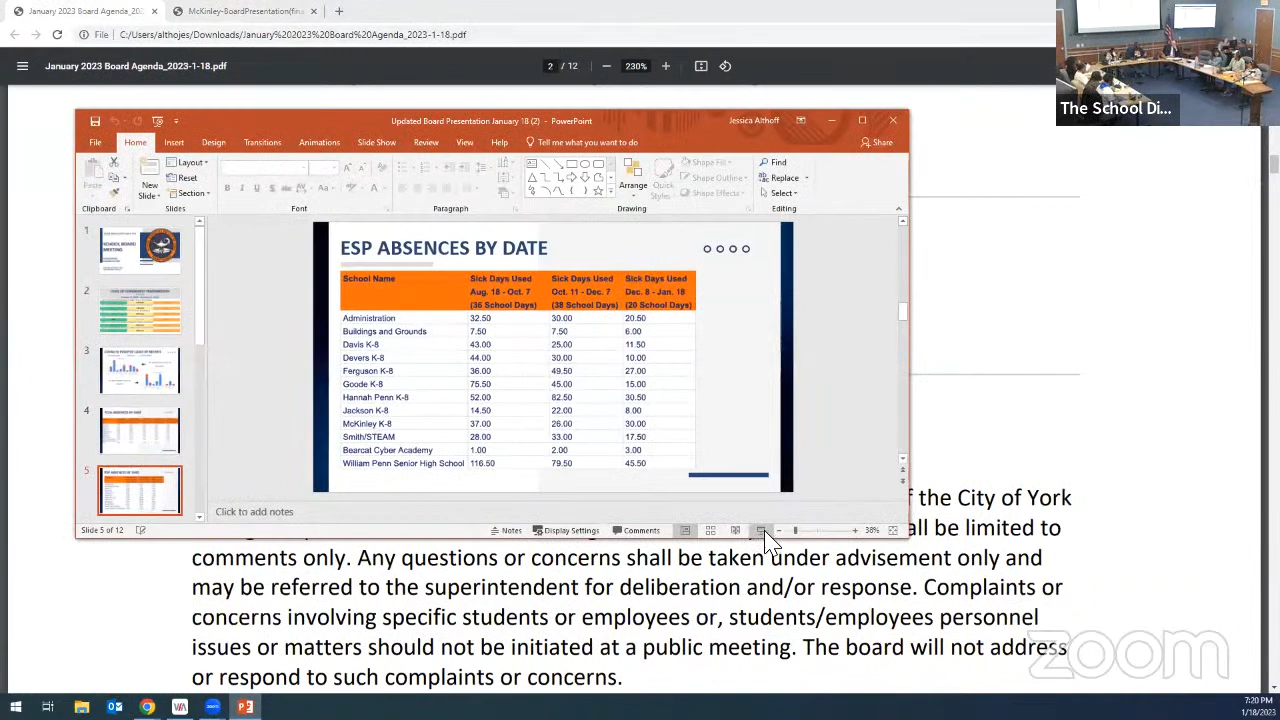 January 2023 Board Agenda_202
McKinley-BoardPresentation(fina
File
C:/Users/althojes/Downloads/January%202023%20Board%20Agenda_2023-1-18.pdf
January 2023 Board Agenda_2023-1-18.pdf
2 / 12
230%
The School Di...
Updated Board Presentation January 18 (2) - PowerPoint
Jessica Althoff
File Home Insert Design Transitions Animations Slide Show Review View Help Tell me what you want to do Share
Paste
New Slide
Layout
Reset
Section
Arrange
Quick Styles
Shape Fill
Shape Outline
Shape Effects
Find
Replace
Select
Clipboard Slides Font Paragraph Drawing Editing
1
SCHOOL BOARD
MEETING
2
3
4
5
ESP ABSENCES BY DATE
School Name Sick Days Used Sick Days Used Sick Days Used
Aug. 18 - Oct. 7 Oct. 11 - Dec. 7 Dec. 8 - Jan. 18
(36 School Days) (38 School Days) (20 School Days)
Administration 32.50 30.00 20.50
Buildings and Grounds 7.50 7.50 6.00
Davis K-8 43.00 25.00 11.50
Devers K-8 44.00 30.00 10.00
Ferguson K-8 36.00 49.50 27.00
Goode K-8 75.50 45.00 15.00
Hannah Penn K-8 52.00 82.50 30.50
Jackson K-8 14.50 22.00 8.00
McKinley K-8 37.00 26.00 30.00
Smith/STEAM 28.00 33.00 17.50
Bearcat Cyber Academy 1.00 2.00 3.00
William Penn Senior High School 116.50 79.50 45.50
Click to add notes
Slide 5 of 12 Notes Display Settings Comments 38%
f the City of York
all be limited to
comments only. Any questions or concerns shall be taken under advisement only and
may be referred to the superintendent for deliberation and/or response. Complaints or
concerns involving specific students or employees or, students/employees personnel
issues or matters should not be initiated at a public meeting. The board will not address
or respond to such complaints or concerns.
zoom
7:20 PM
1/18/2023